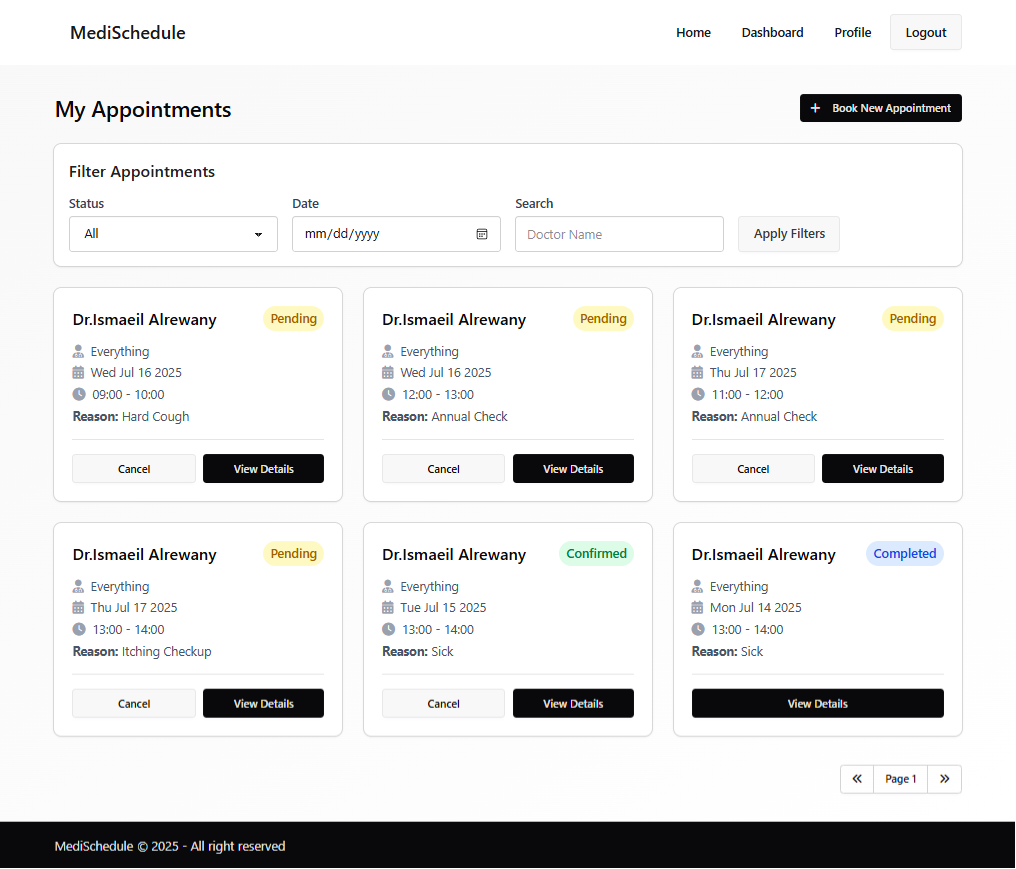 MediSchedule
Home Dashboard Profile Logout
My Appointments
+ Book New Appointment
Filter Appointments
Status Date Search
All mm/dd/yyyy Doctor Name Apply Filters
Dr.Ismaeil Alrewany Pending
Everything
Wed Jul 16 2025
09:00 - 10:00
Reason: Hard Cough
Cancel View Details
Dr.Ismaeil Alrewany Pending
Everything
Wed Jul 16 2025
12:00 - 13:00
Reason: Annual Check
Cancel View Details
Dr.Ismaeil Alrewany Pending
Everything
Thu Jul 17 2025
11:00 - 12:00
Reason: Annual Check
Cancel View Details
Dr.Ismaeil Alrewany Pending
Everything
Thu Jul 17 2025
13:00 - 14:00
Reason: Itching Checkup
Cancel View Details
Dr.Ismaeil Alrewany Confirmed
Everything
Tue Jul 15 2025
13:00 - 14:00
Reason: Sick
Cancel View Details
Dr.Ismaeil Alrewany Completed
Everything
Mon Jul 14 2025
13:00 - 14:00
Reason: Sick
View Details
« Page 1 »
MediSchedule © 2025 - All right reserved